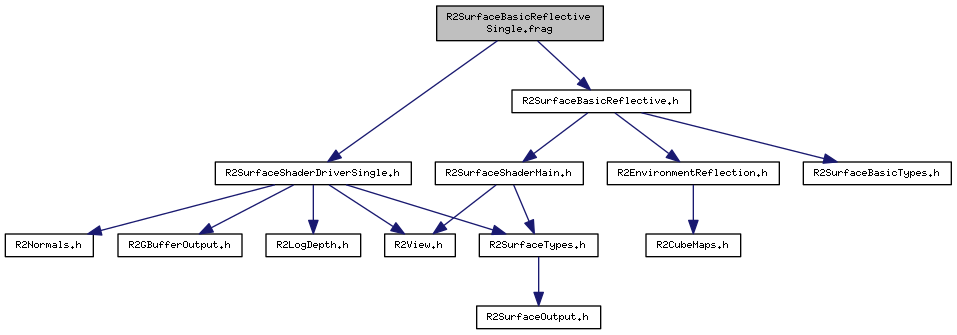 R2SurfaceBasicReflective
Single.frag
R2SurfaceBasicReflective.h
R2SurfaceShaderDriverSingle.h
R2SurfaceShaderMain.h
R2EnvironmentReflection.h
R2SurfaceBasicTypes.h
R2Normals.h
R2GBufferOutput.h
R2LogDepth.h
R2View.h
R2SurfaceTypes.h
R2CubeMaps.h
R2SurfaceOutput.h